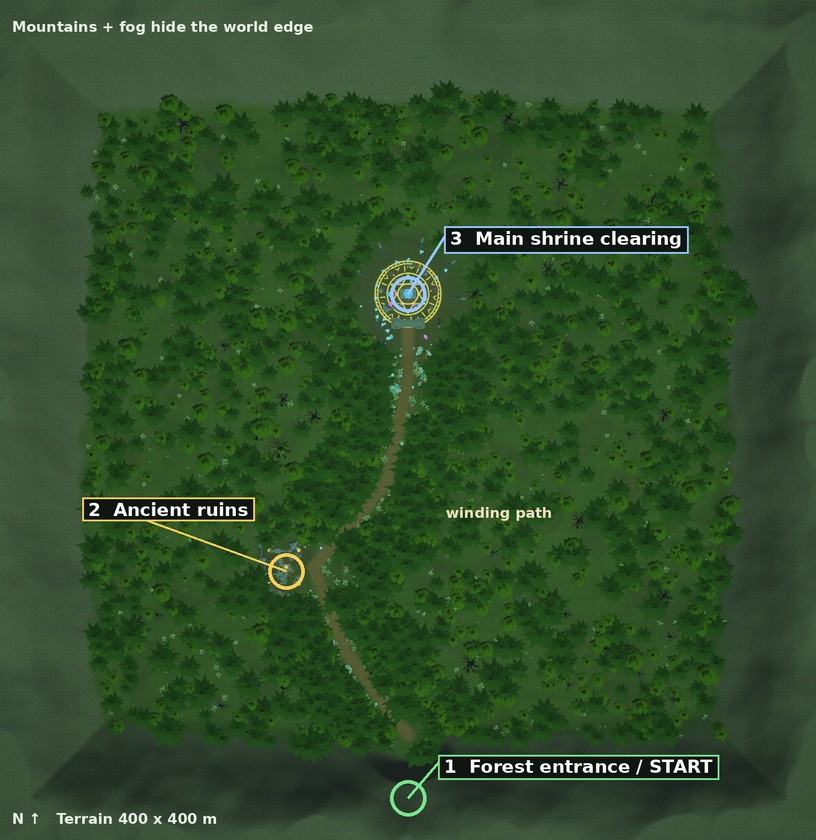 Mountains + fog hide the world edge
3 Main shrine clearing
2 Ancient ruins
winding path
1 Forest entrance / START
N ↑ Terrain 400 x 400 m